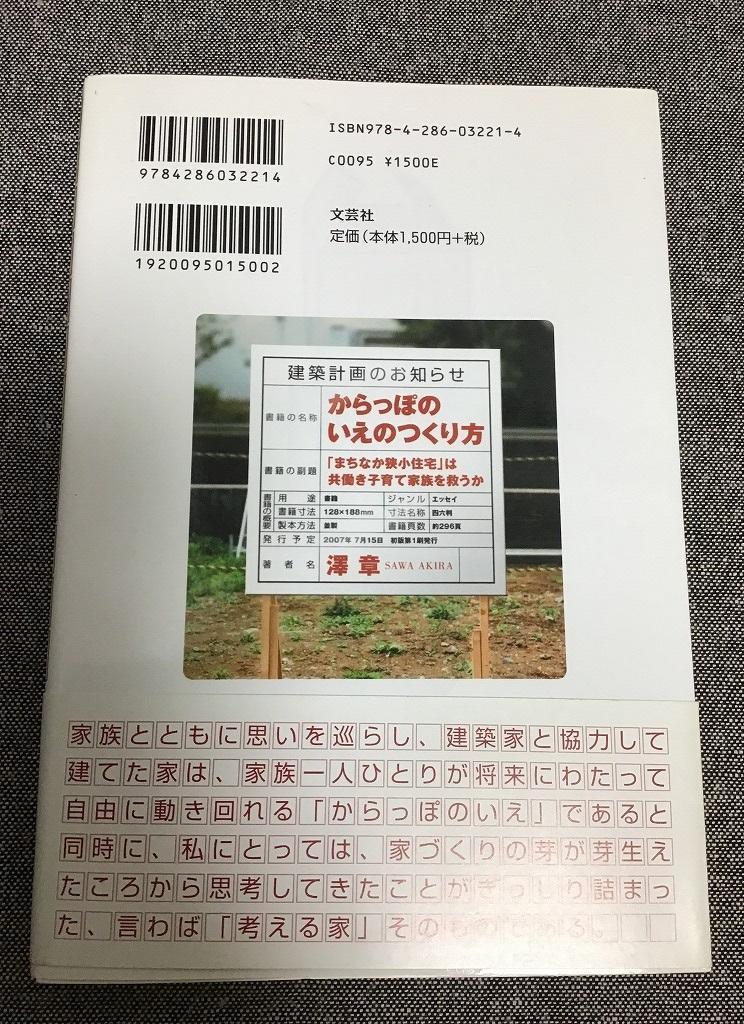 ISBN978-4-286-03221-4
C0095 ¥1500E
9784286032214
文芸社
定価(本体1,500円+税)
1920095015002
建築計画のお知らせ
書籍の名称 からっぽの
いえのつくり方
書籍の副題 「まちなか狭小住宅」は
共働き子育て家族を救うか
書籍の概要
用途 書籍 ジャンル エッセイ
書籍寸法 128×188mm 寸法名称 四六判
製本方法 並製 書籍頁数 約296頁
発行予定 2007年 7月15日 初版第1刷発行
著者名 澤 章 SAWA AKIRA
家族とともに思いを巡らし、建築家と協力して
建てた家は、家族一人ひとりが将来にわたって
自由に動き回れる「からっぽのいえ」であると
同時に、私にとっては、家づくりの芽が芽生え
たころから思考してきたことがぎっしり詰まっ
た、言わば「考える家」そのものである。